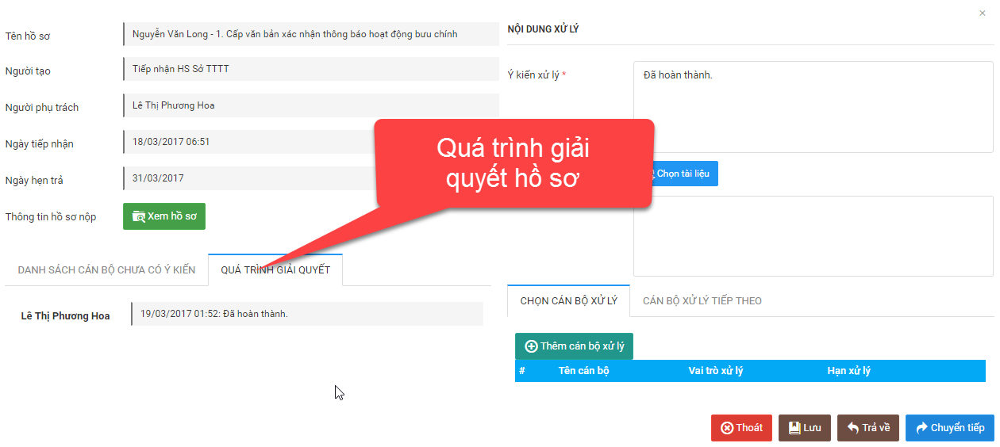 ×
Tên hồ sơ
Nguyễn Văn Long - 1. Cấp văn bản xác nhận thông báo hoạt động bưu chính
Người tạo
Tiếp nhận HS Sở TTTT
Người phụ trách
Lê Thị Phương Hoa
Ngày tiếp nhận
18/03/2017 06:51
Ngày hẹn trả
31/03/2017
Thông tin hồ sơ nộp
Xem hồ sơ
Quá trình giải
quyết hồ sơ
DANH SÁCH CÁN BỘ CHƯA CÓ Ý KIẾN
QUÁ TRÌNH GIẢI QUYẾT
Lê Thị Phương Hoa
19/03/2017 01:52: Đã hoàn thành.
NỘI DUNG XỬ LÝ
Ý kiến xử lý *
Đã hoàn thành.
Chọn tài liệu
CHỌN CÁN BỘ XỬ LÝ
CÁN BỘ XỬ LÝ TIẾP THEO
Thêm cán bộ xử lý
# Tên cán bộ Vai trò xử lý Hạn xử lý
Thoát
Lưu
Trả về
Chuyển tiếp